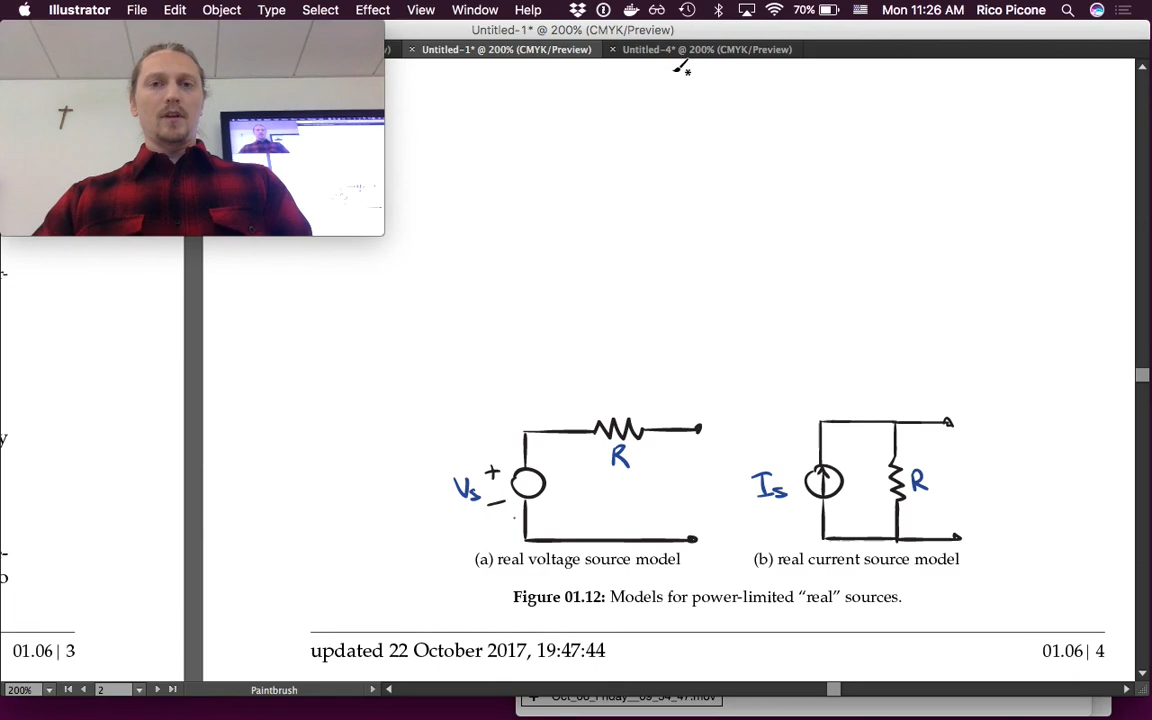 Illustrator File Edit Object Type Select Effect View Window Help 70% Mon 11:26 AM Rico Picone
Untitled-1* @ 200% (CMYK/Preview)
) × Untitled-1* @ 200% (CMYK/Preview) × Untitled-4* @ 200% (CMYK/Preview)
y
o
01.06 | 3
R
Vs + −
Is R
(a) real voltage source model (b) real current source model
Figure 01.12: Models for power-limited “real” sources.
updated 22 October 2017, 19:47:44 01.06 | 4
200% 2 Paintbrush